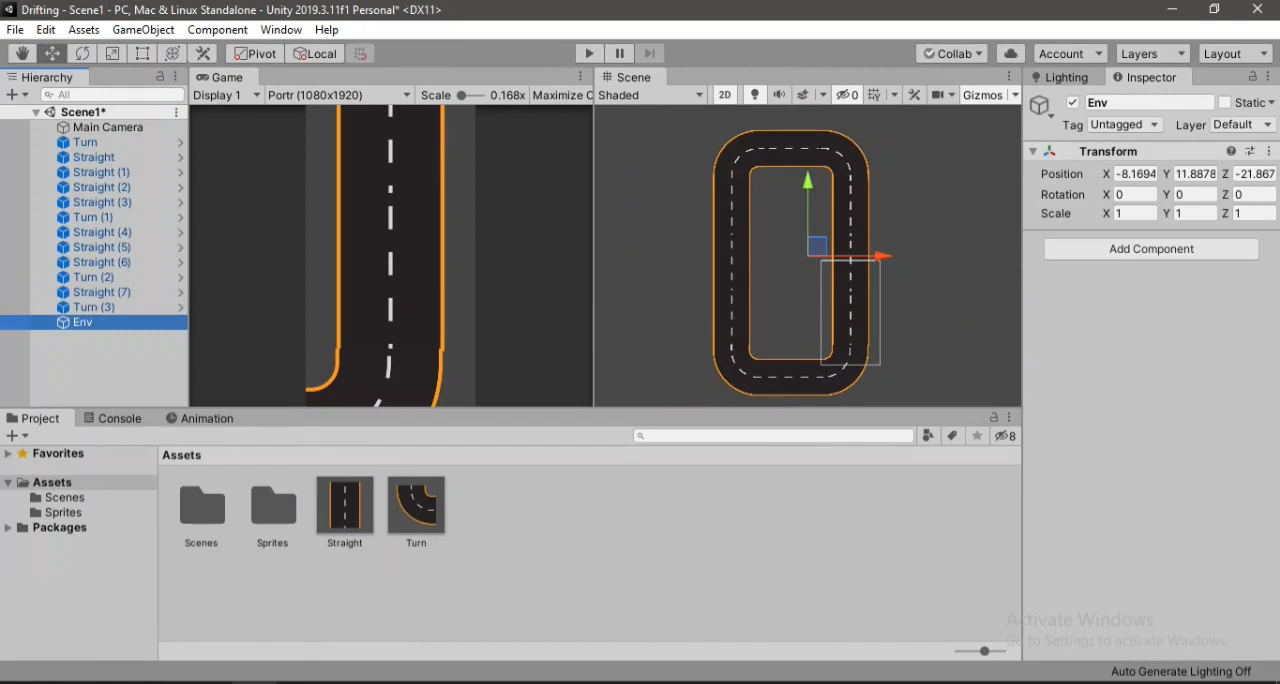 Drifting - Scene1 - PC, Mac & Linux Standalone - Unity 2019.3.11f1 Personal* <DX11>
File Edit Assets GameObject Component Window Help
Pivot Local Collab Account Layers Layout
Hierarchy Game Scene Lighting Inspector
All Display 1 Portr (1080x1920) Scale 0.168x Maximize O Shaded 2D 0 Gizmos Env Static
Scene1*
Main Camera
Turn
Straight
Straight (1)
Straight (2)
Straight (3)
Turn (1)
Straight (4)
Straight (5)
Straight (6)
Turn (2)
Straight (7)
Turn (3)
Env
Tag Untagged Layer Default
Transform
Position X -8.1694 Y 11.8878 Z -21.867
Rotation X 0 Y 0 Z 0
Scale X 1 Y 1 Z 1
Add Component
Project Console Animation
8
Favorites
Assets
Scenes
Sprites
Packages
Assets
Scenes Sprites Straight Turn
Activate Windows
Go to Settings to activate Windows.
Auto Generate Lighting Off